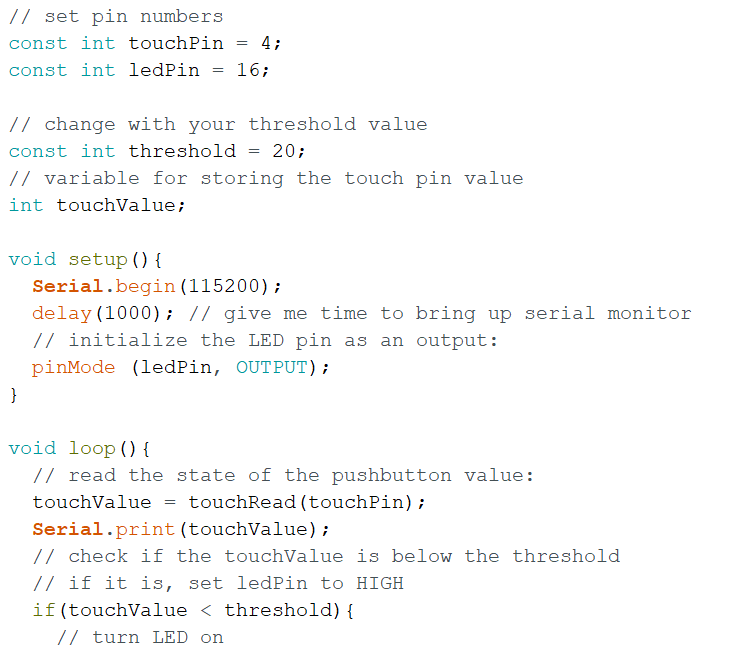 // set pin numbers
const int touchPin = 4;
const int ledPin = 16;

// change with your threshold value
const int threshold = 20;
// variable for storing the touch pin value
int touchValue;

void setup(){
  Serial.begin(115200);
  delay(1000); // give me time to bring up serial monitor
  // initialize the LED pin as an output:
  pinMode (ledPin, OUTPUT);
}

void loop(){
  // read the state of the pushbutton value:
  touchValue = touchRead(touchPin);
  Serial.print(touchValue);
  // check if the touchValue is below the threshold
  // if it is, set ledPin to HIGH
  if(touchValue < threshold){
    // turn LED on